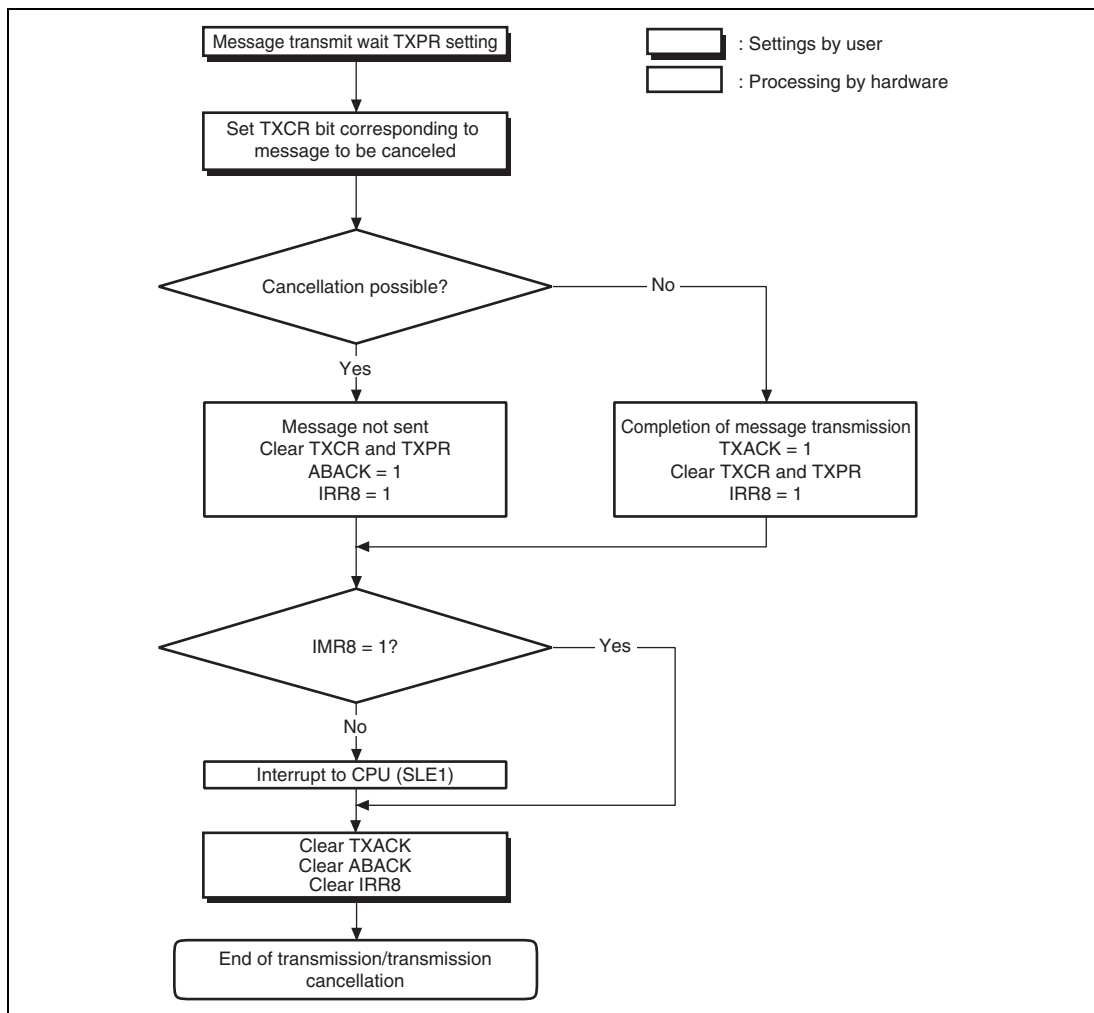 Message transmit wait TXPR setting
: Settings by user
: Processing by hardware
Set TXCR bit corresponding to
message to be canceled
Cancellation possible?
No
Yes
Message not sent
Clear TXCR and TXPR
ABACK = 1
IRR8 = 1
Completion of message transmission
TXACK = 1
Clear TXCR and TXPR
IRR8 = 1
IMR8 = 1?
Yes
No
Interrupt to CPU (SLE1)
Clear TXACK
Clear ABACK
Clear IRR8
End of transmission/transmission
cancellation